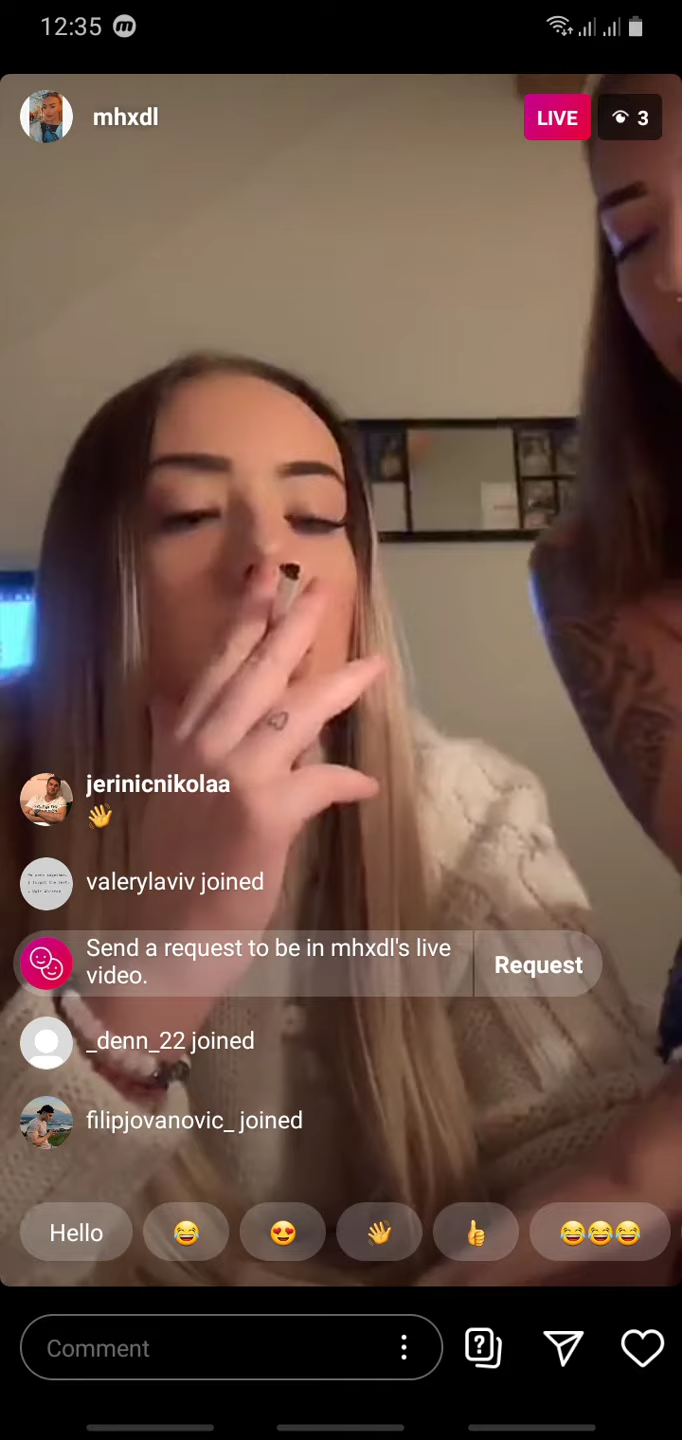 12:35
mhxdl
LIVE
3
jerinicnikolaa
👋
valerylaviv joined
Send a request to be in mhxdl's live
video.
Request
_denn_22 joined
filipjovanovic_ joined
Hello
😂
😍
👋
👍
😂😂😂
Comment